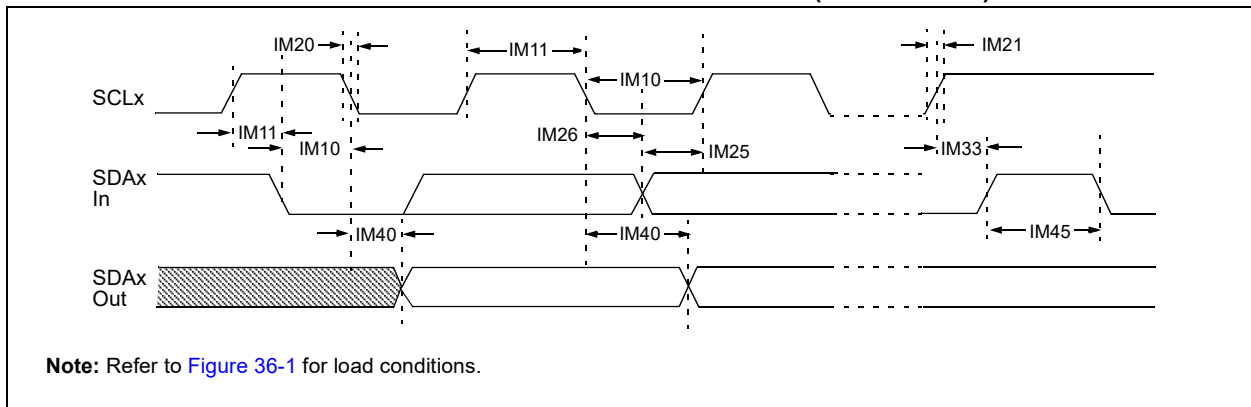 IM20
IM11
IM21
IM10
SCLx
IM11
IM26
IM10
IM25
IM33
SDAx
In
IM40
IM40
IM45
SDAx
Out
Note: Refer to Figure 36-1 for load conditions.